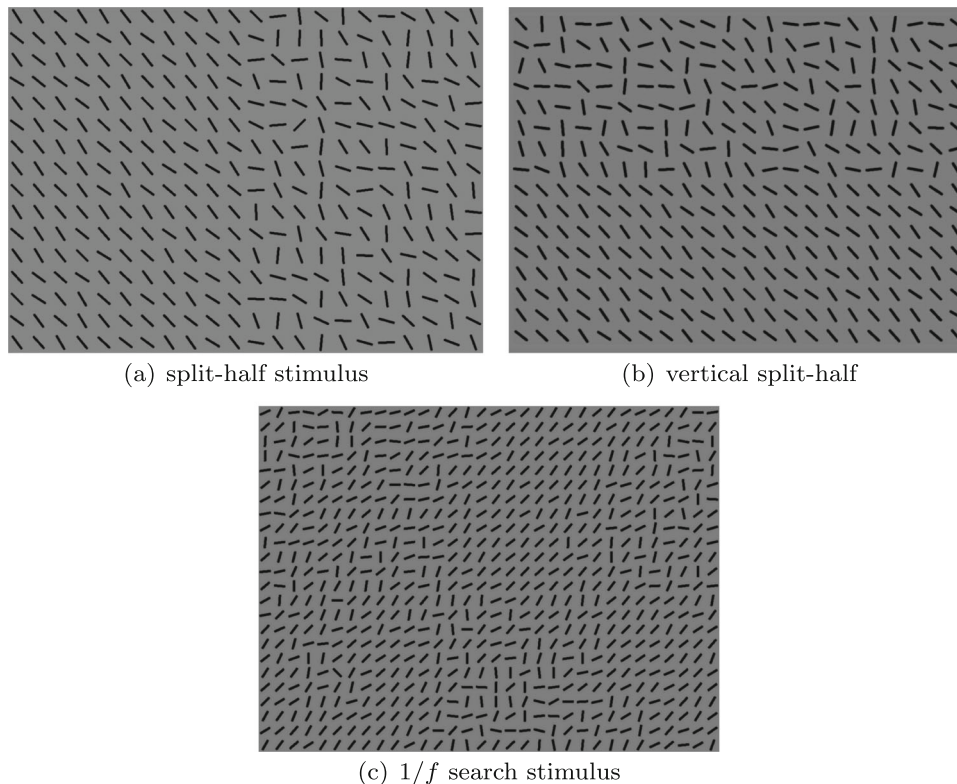 (a) split-half stimulus
(b) vertical split-half
(c) 1/f search stimulus